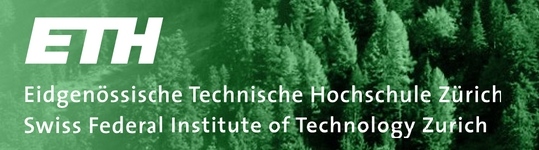 ETH
Eidgenössische Technische Hochschule Zürich
Swiss Federal Institute of Technology Zurich